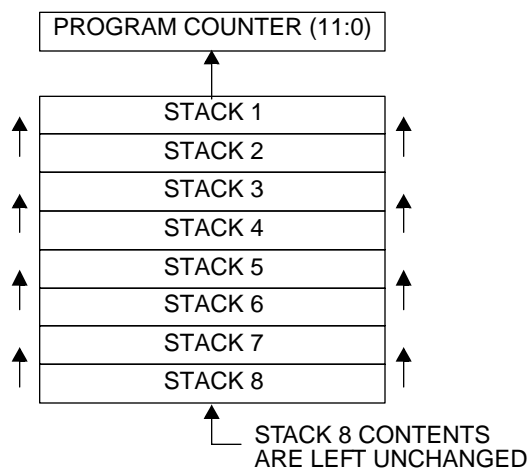 PROGRAM COUNTER (11:0)
STACK 1
STACK 2
STACK 3
STACK 4
STACK 5
STACK 6
STACK 7
STACK 8
STACK 8 CONTENTS
ARE LEFT UNCHANGED